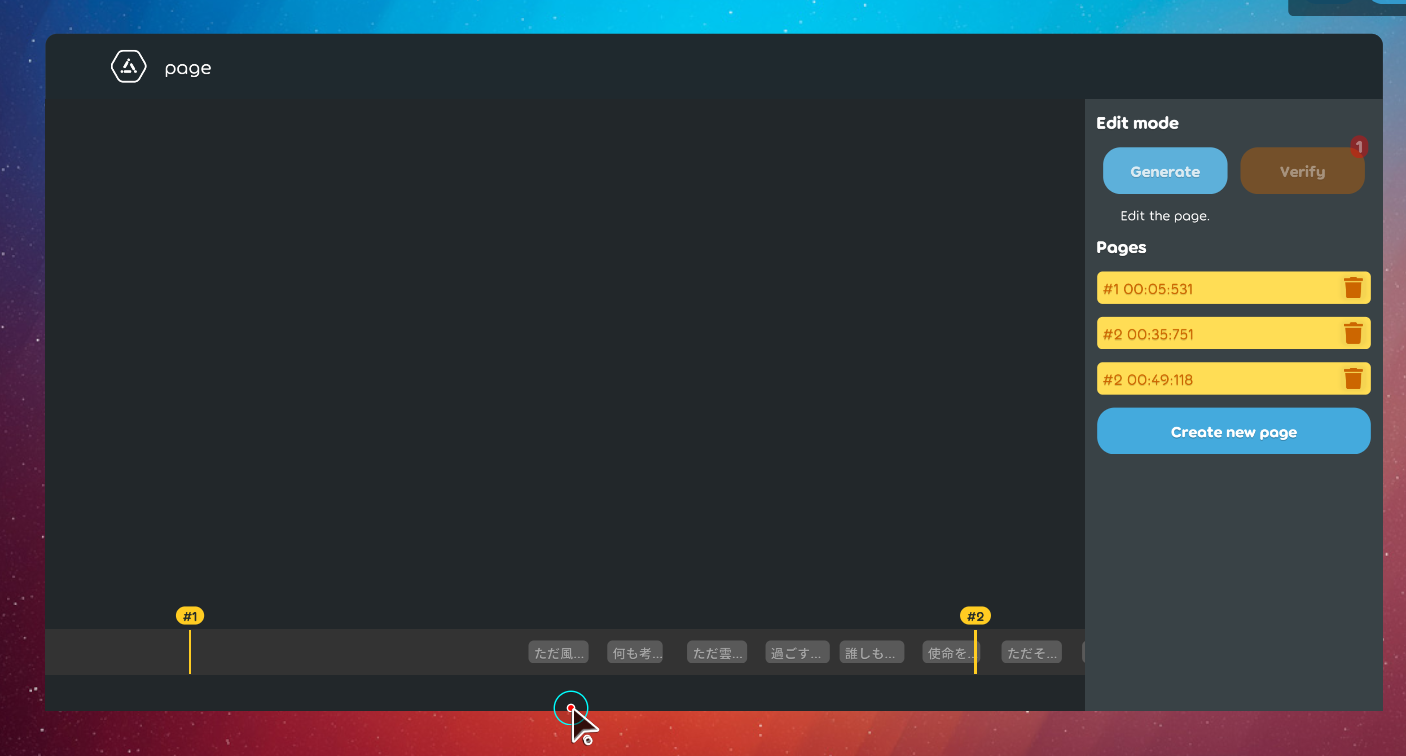 page
Edit mode
Generate
Verify
1
Edit the page.
Pages
#1 00:05:531
#2 00:35:751
#2 00:49:118
Create new page
#1
#2
ただ風...
何も考...
ただ雲...
過ごす...
誰しも...
使命を...
ただそ...